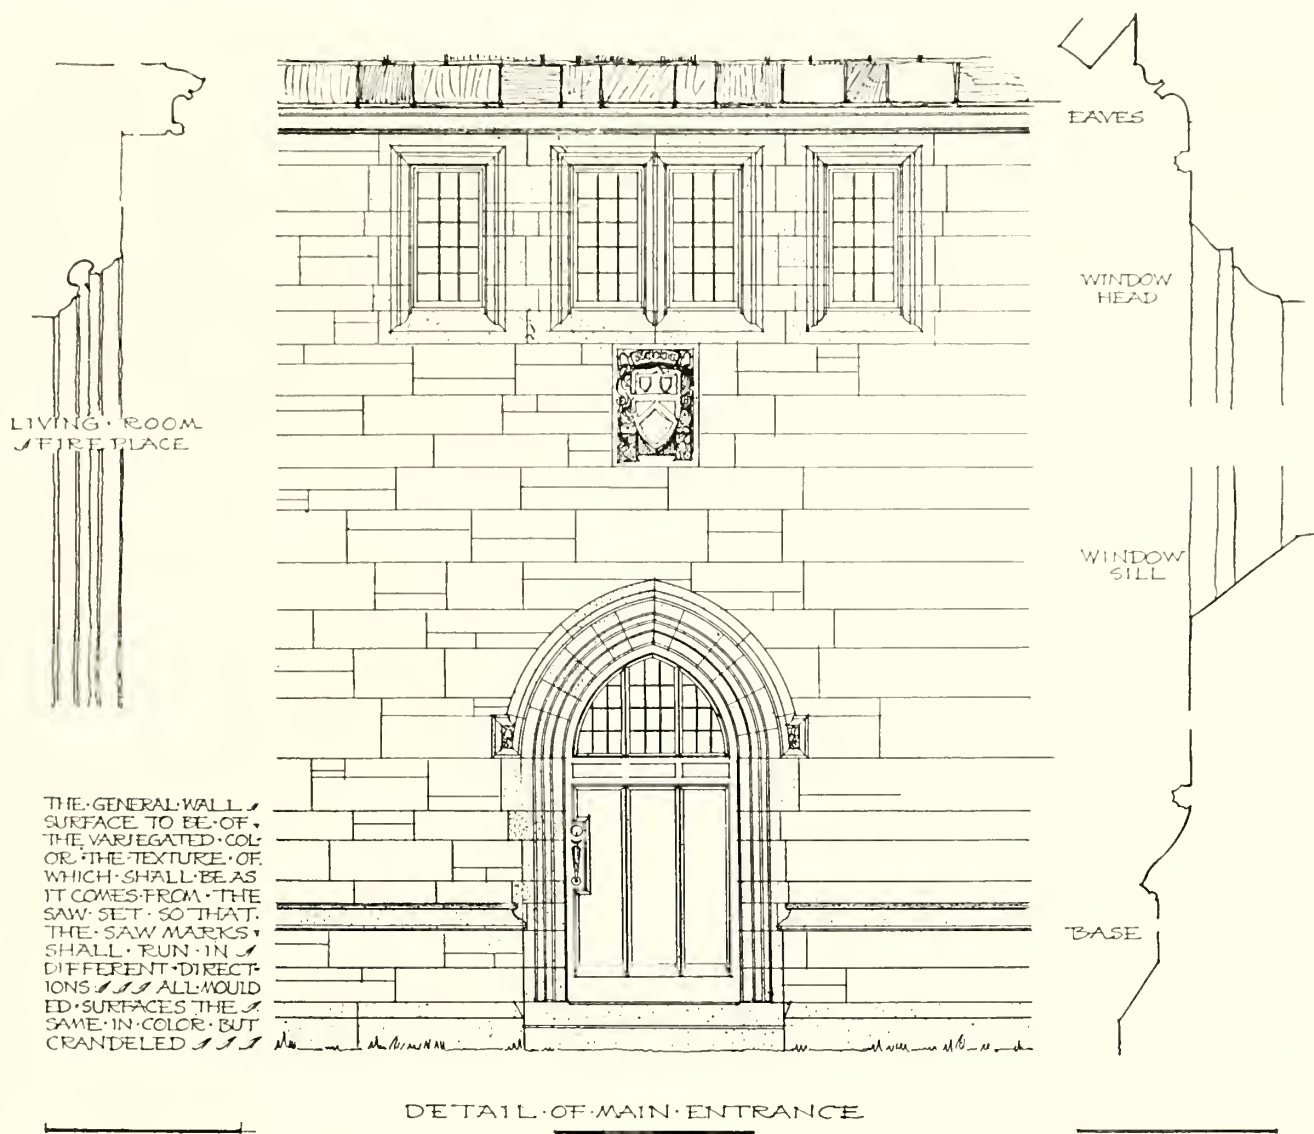 EAVES
WINDOW
HEAD
LIVING·ROOM
FIREPLACE
WINDOW
SILL
THE·GENERAL·WALL
SURFACE TO BE·OF·
THE VARIEGATED·COL-
OR·THE·TEXTURE·OF
WHICH·SHALL·BE AS
IT COMES·FROM·THE
SAW·SET·SO THAT·
THE·SAW MARKS·
SHALL·RUN·IN
DIFFERENT·DIRECT-
IONS ALL·MOULD
ED·SURFACES THE
SAME·IN·COLOR·BUT
CRANDELED
BASE
DETAIL·OF·MAIN·ENTRANCE